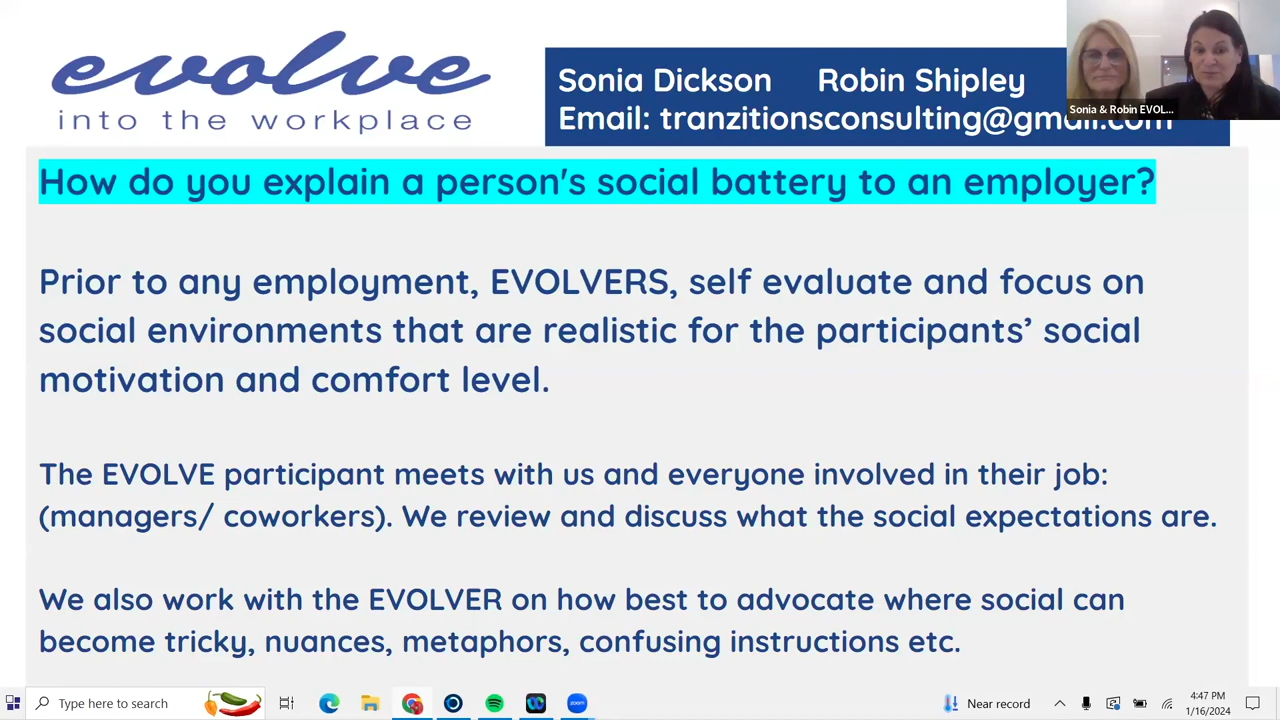 evolve
into the workplace
Sonia Dickson Robin Shipley
Email: tranzitionsconsulting@gmail.com
Sonia & Robin EVOL...
How do you explain a person's social battery to an employer?
Prior to any employment, EVOLVERS, self evaluate and focus on
social environments that are realistic for the participants’ social
motivation and comfort level.
The EVOLVE participant meets with us and everyone involved in their job:
(managers/ coworkers). We review and discuss what the social expectations are.
We also work with the EVOLVER on how best to advocate where social can
become tricky, nuances, metaphors, confusing instructions etc.
Type here to search
zoom
Near record
4:47 PM
1/16/2024